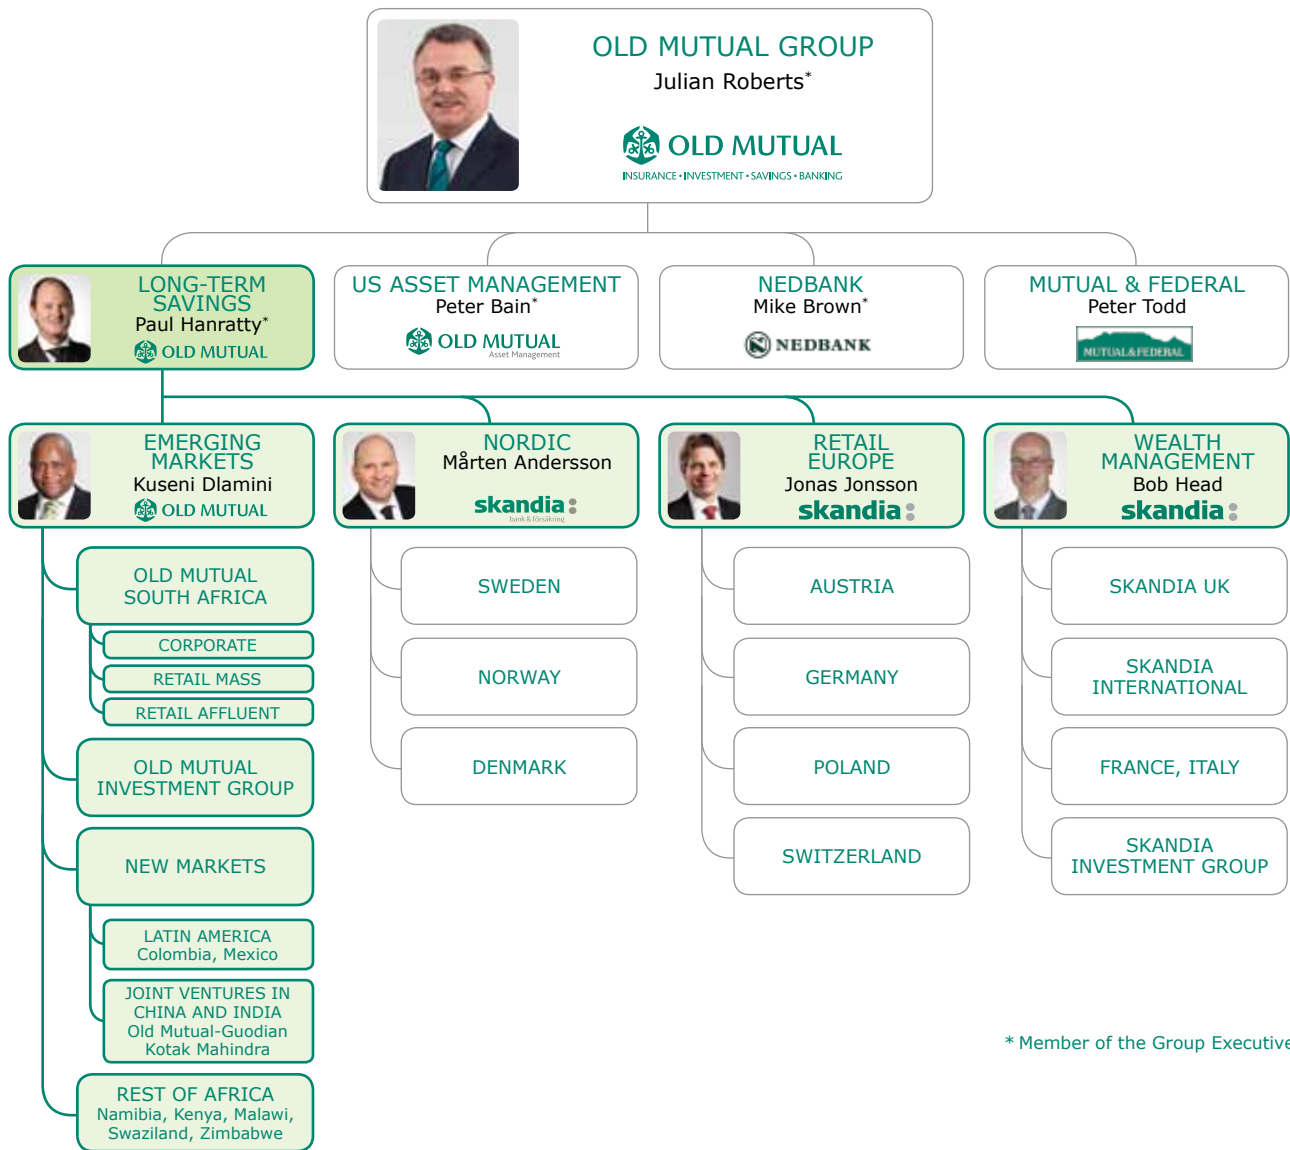 OLD MUTUAL GROUP
Julian Roberts*
OLD MUTUAL
INSURANCE • INVESTMENT • SAVINGS • BANKING
LONG-TERM
SAVINGS
Paul Hanratty*
OLD MUTUAL
US ASSET MANAGEMENT
Peter Bain*
OLD MUTUAL
Asset Management
NEDBANK
Mike Brown*
NEDBANK
MUTUAL & FEDERAL
Peter Todd
MUTUAL&FEDERAL
EMERGING
MARKETS
Kuseni Dlamini
OLD MUTUAL
NORDIC
Mårten Andersson
skandia
bank & försäkring
RETAIL
EUROPE
Jonas Jonsson
skandia
WEALTH
MANAGEMENT
Bob Head
skandia
OLD MUTUAL
SOUTH AFRICA
CORPORATE
RETAIL MASS
RETAIL AFFLUENT
OLD MUTUAL
INVESTMENT GROUP
NEW MARKETS
LATIN AMERICA
Colombia, Mexico
JOINT VENTURES IN
CHINA AND INDIA
Old Mutual-Guodian
Kotak Mahindra
REST OF AFRICA
Namibia, Kenya, Malawi,
Swaziland, Zimbabwe
SWEDEN
NORWAY
DENMARK
AUSTRIA
GERMANY
POLAND
SWITZERLAND
SKANDIA UK
SKANDIA
INTERNATIONAL
FRANCE, ITALY
SKANDIA
INVESTMENT GROUP
* Member of the Group Executive